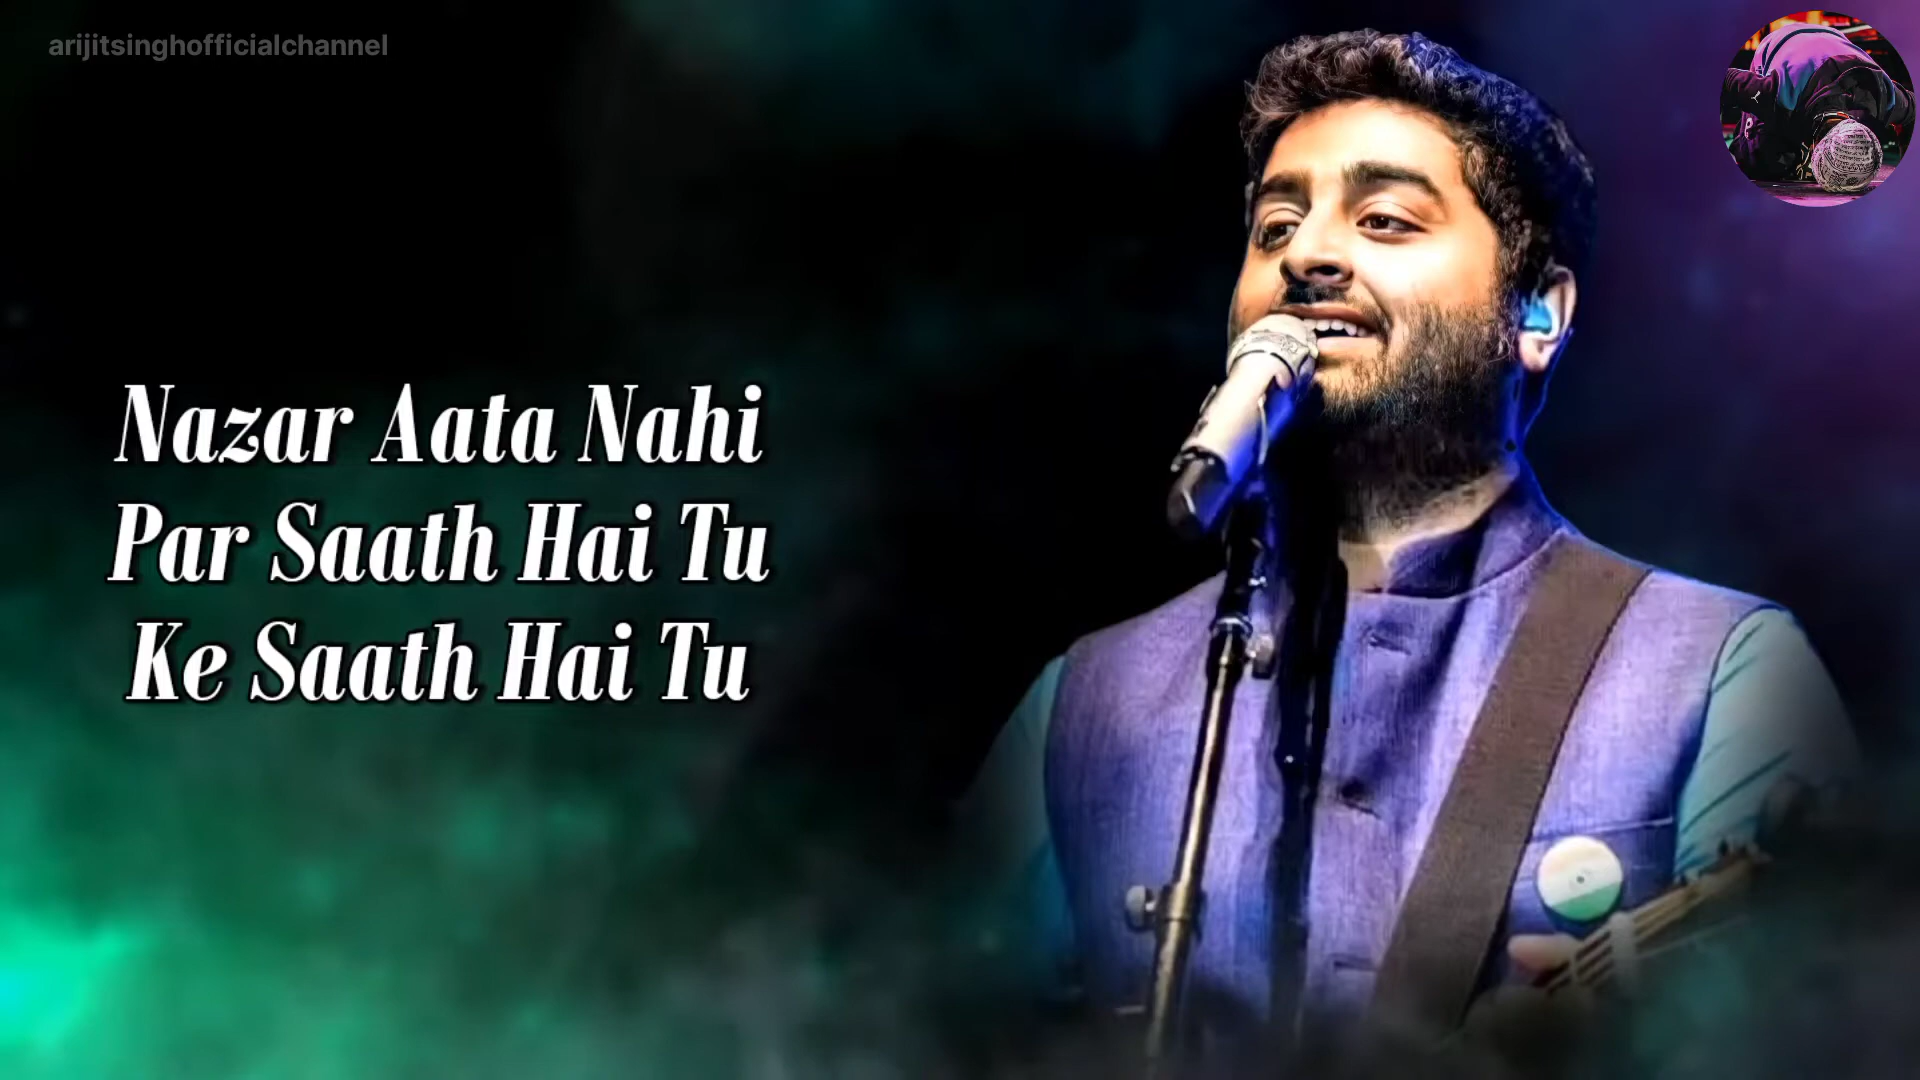 arijitsinghofficialchannel
Nazar Aata Nahi
Par Saath Hai Tu
Ke Saath Hai Tu